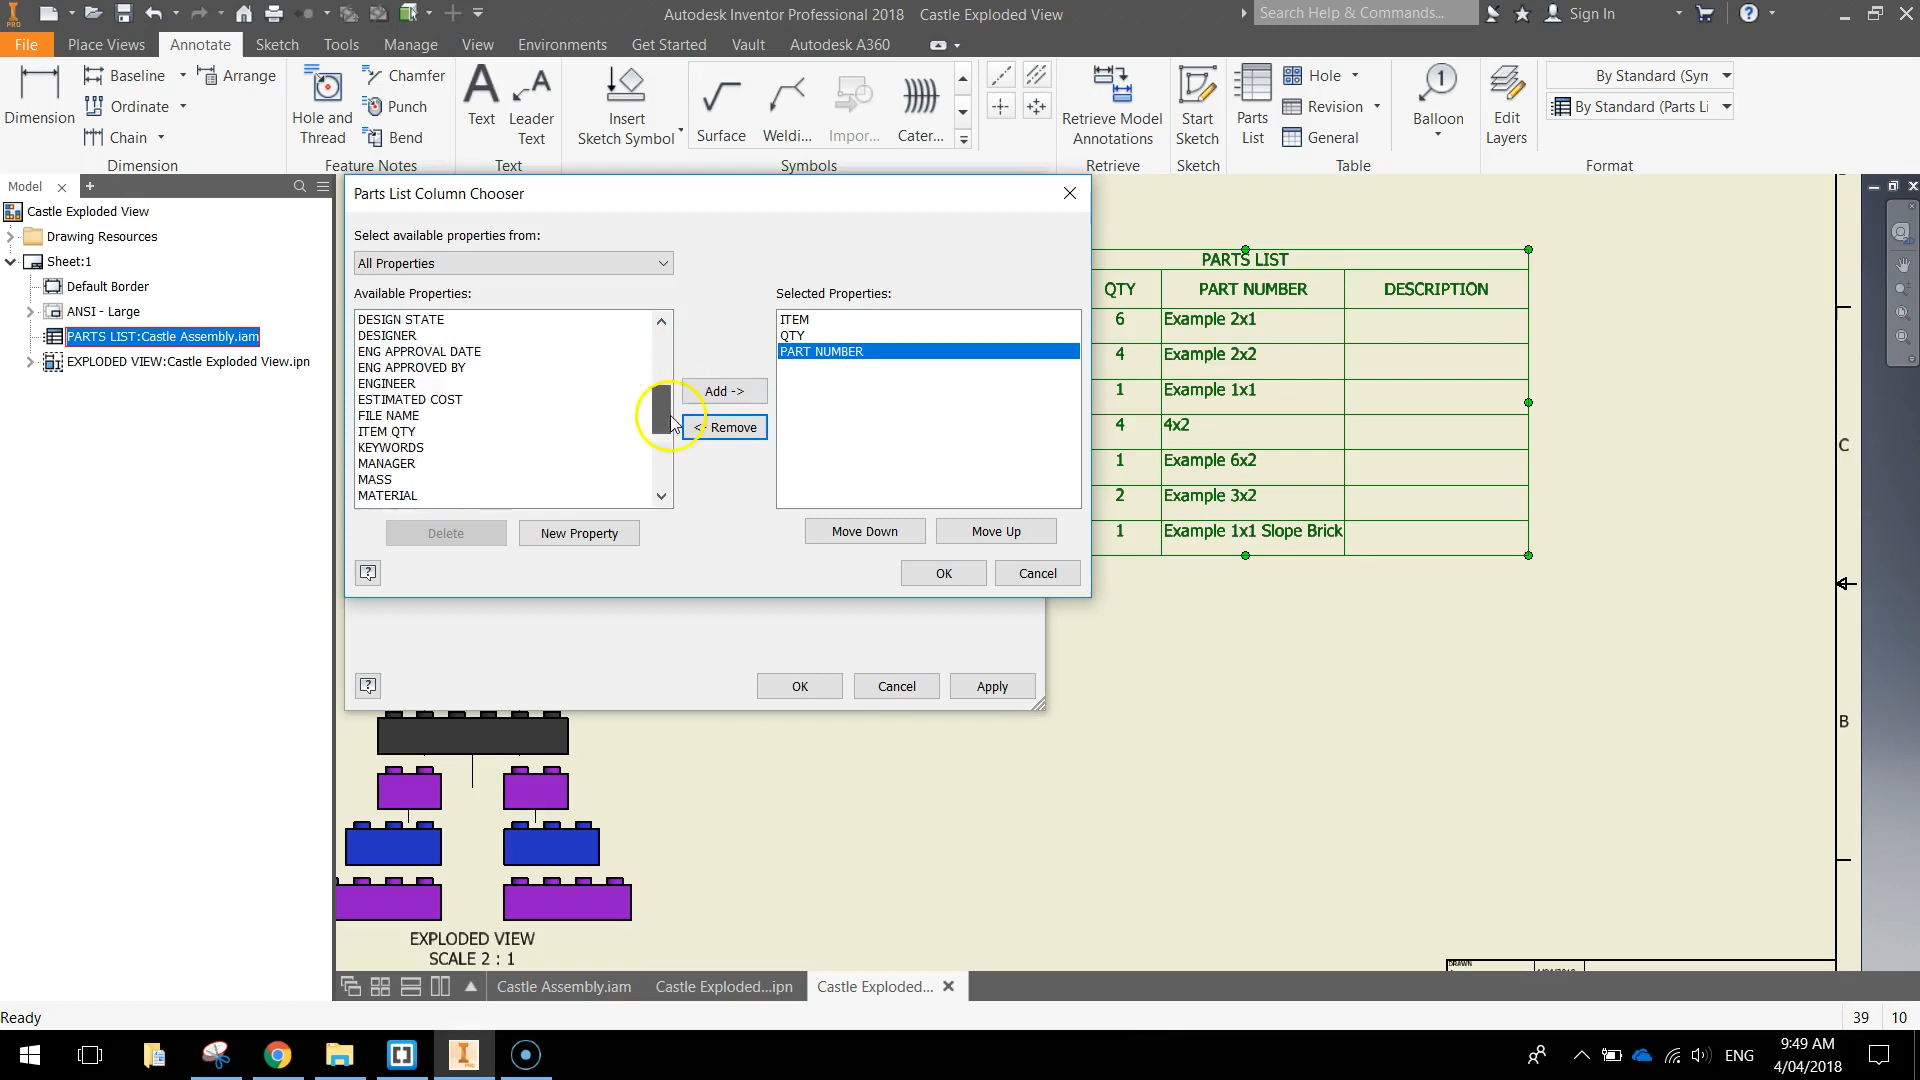 PRO
Autodesk Inventor Professional 2018 Castle Exploded View
Search Help & Commands...
Sign In
File
Place Views
Annotate
Sketch
Tools
Manage
View
Environments
Get Started
Vault
Autodesk A360
Dimension
Baseline
Ordinate
Chain
Arrange
Dimension
Hole and
Thread
Chamfer
Punch
Bend
Feature Notes
Text
Leader
Text
Text
Insert
Sketch Symbol
Surface
Weldi...
Impor...
Cater...
Symbols
Retrieve Model
Annotations
Retrieve
Start
Sketch
Sketch
Parts
List
Hole
Revision
General
Table
1
Balloon
Edit
Layers
By Standard (Syn
By Standard (Parts Li
Format
Model
Castle Exploded View
Drawing Resources
Sheet:1
Default Border
ANSI - Large
PARTS LIST:Castle Assembly.iam
EXPLODED VIEW:Castle Exploded View.ipn
Parts List Column Chooser
Select available properties from:
All Properties
Available Properties:
DESIGN STATE
DESIGNER
ENG APPROVAL DATE
ENG APPROVED BY
ENGINEER
ESTIMATED COST
FILE NAME
ITEM QTY
KEYWORDS
MANAGER
MASS
MATERIAL
Add ->
<- Remove
Selected Properties:
ITEM
QTY
PART NUMBER
Delete
New Property
Move Down
Move Up
OK
Cancel
OK
Cancel
Apply
PARTS LIST
QTY PART NUMBER DESCRIPTION
6 Example 2x1
4 Example 2x2
1 Example 1x1
4 4x2
1 Example 6x2
2 Example 3x2
1 Example 1x1 Slope Brick
C
B
EXPLODED VIEW
SCALE 2 : 1
DRAWN
Castle Assembly.iam
Castle Exploded...ipn
Castle Exploded...
Ready
39 10
ENG
9:49 AM
4/04/2018